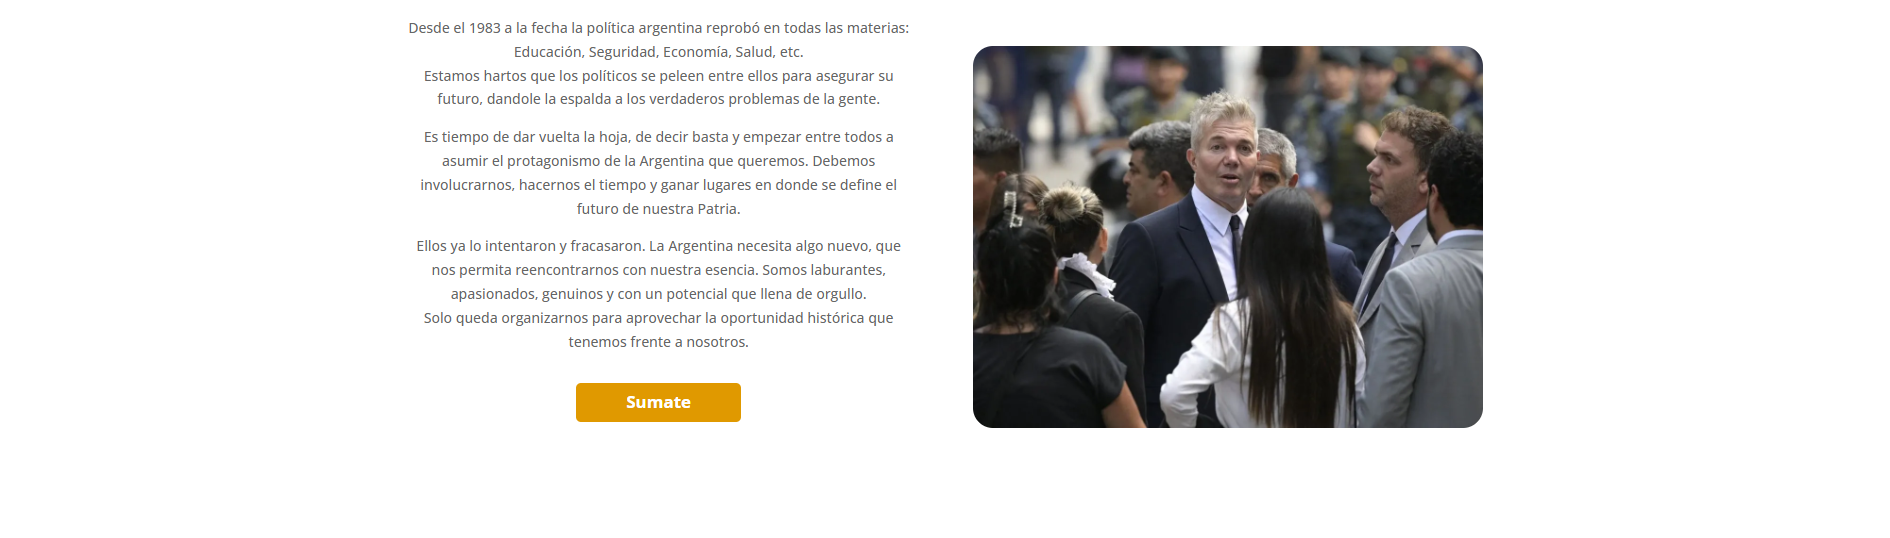 Desde el 1983 a la fecha la política argentina reprobó en todas las materias:
Educación, Seguridad, Economía, Salud, etc.
Estamos hartos que los políticos se peleen entre ellos para asegurar su
futuro, dandole la espalda a los verdaderos problemas de la gente.
Es tiempo de dar vuelta la hoja, de decir basta y empezar entre todos a
asumir el protagonismo de la Argentina que queremos. Debemos
involucrarnos, hacernos el tiempo y ganar lugares en donde se define el
futuro de nuestra Patria.
Ellos ya lo intentaron y fracasaron. La Argentina necesita algo nuevo, que
nos permita reencontrarnos con nuestra esencia. Somos laburantes,
apasionados, genuinos y con un potencial que llena de orgullo.
Solo queda organizarnos para aprovechar la oportunidad histórica que
tenemos frente a nosotros.
Sumate